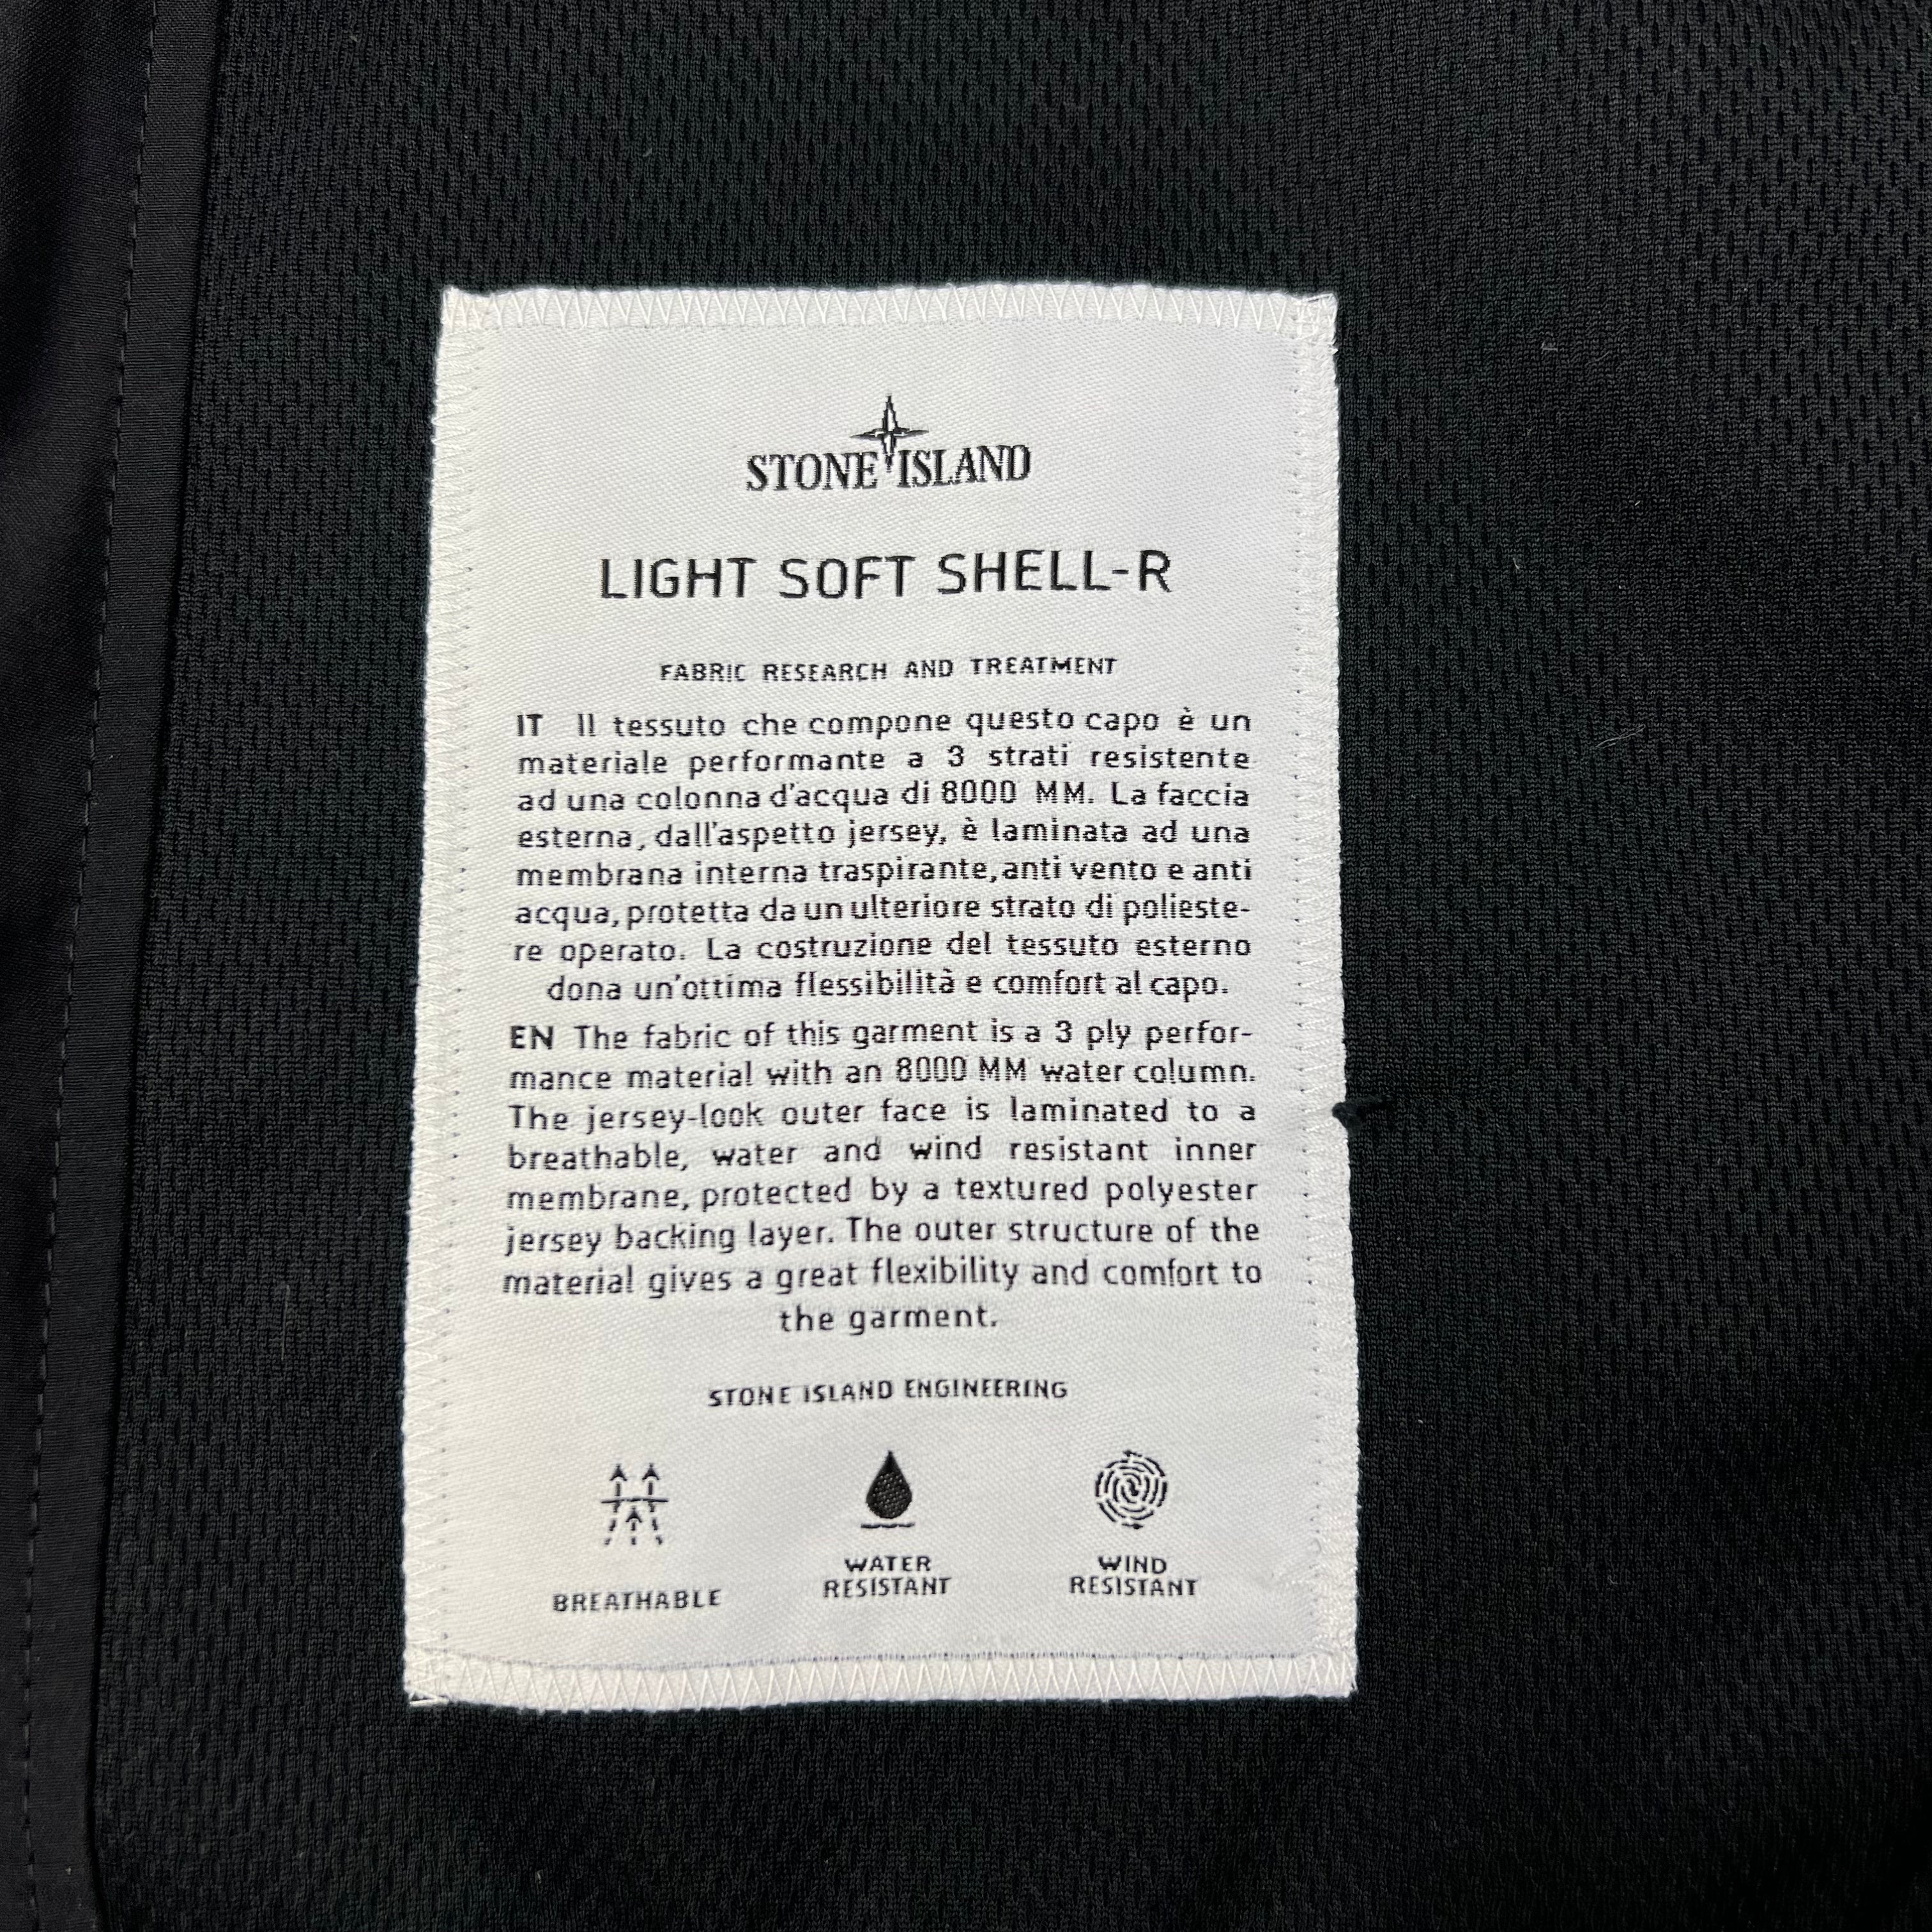 STONE ISLAND
LIGHT SOFT SHELL-R
FABRIC RESEARCH AND TREATMENT
IT Il tessuto che compone questo capo è un
materiale performante a 3 strati resistente
ad una colonna d'acqua di 8000 MM. La faccia
esterna, dall'aspetto jersey, è laminata ad una
membrana interna traspirante, anti vento e anti
acqua, protetta da un ulteriore strato di polieste-
re operato. La costruzione del tessuto esterno
dona un'ottima flessibilità e comfort al capo.
EN The fabric of this garment is a 3 ply perfor-
mance material with an 8000 MM water column.
The jersey-look outer face is laminated to a
breathable, water and wind resistant inner
membrane, protected by a textured polyester
jersey backing layer. The outer structure of the
material gives a great flexibility and comfort to
the garment.
STONE ISLAND ENGINEERING
BREATHABLE
WATER
RESISTANT
WIND
RESISTANT